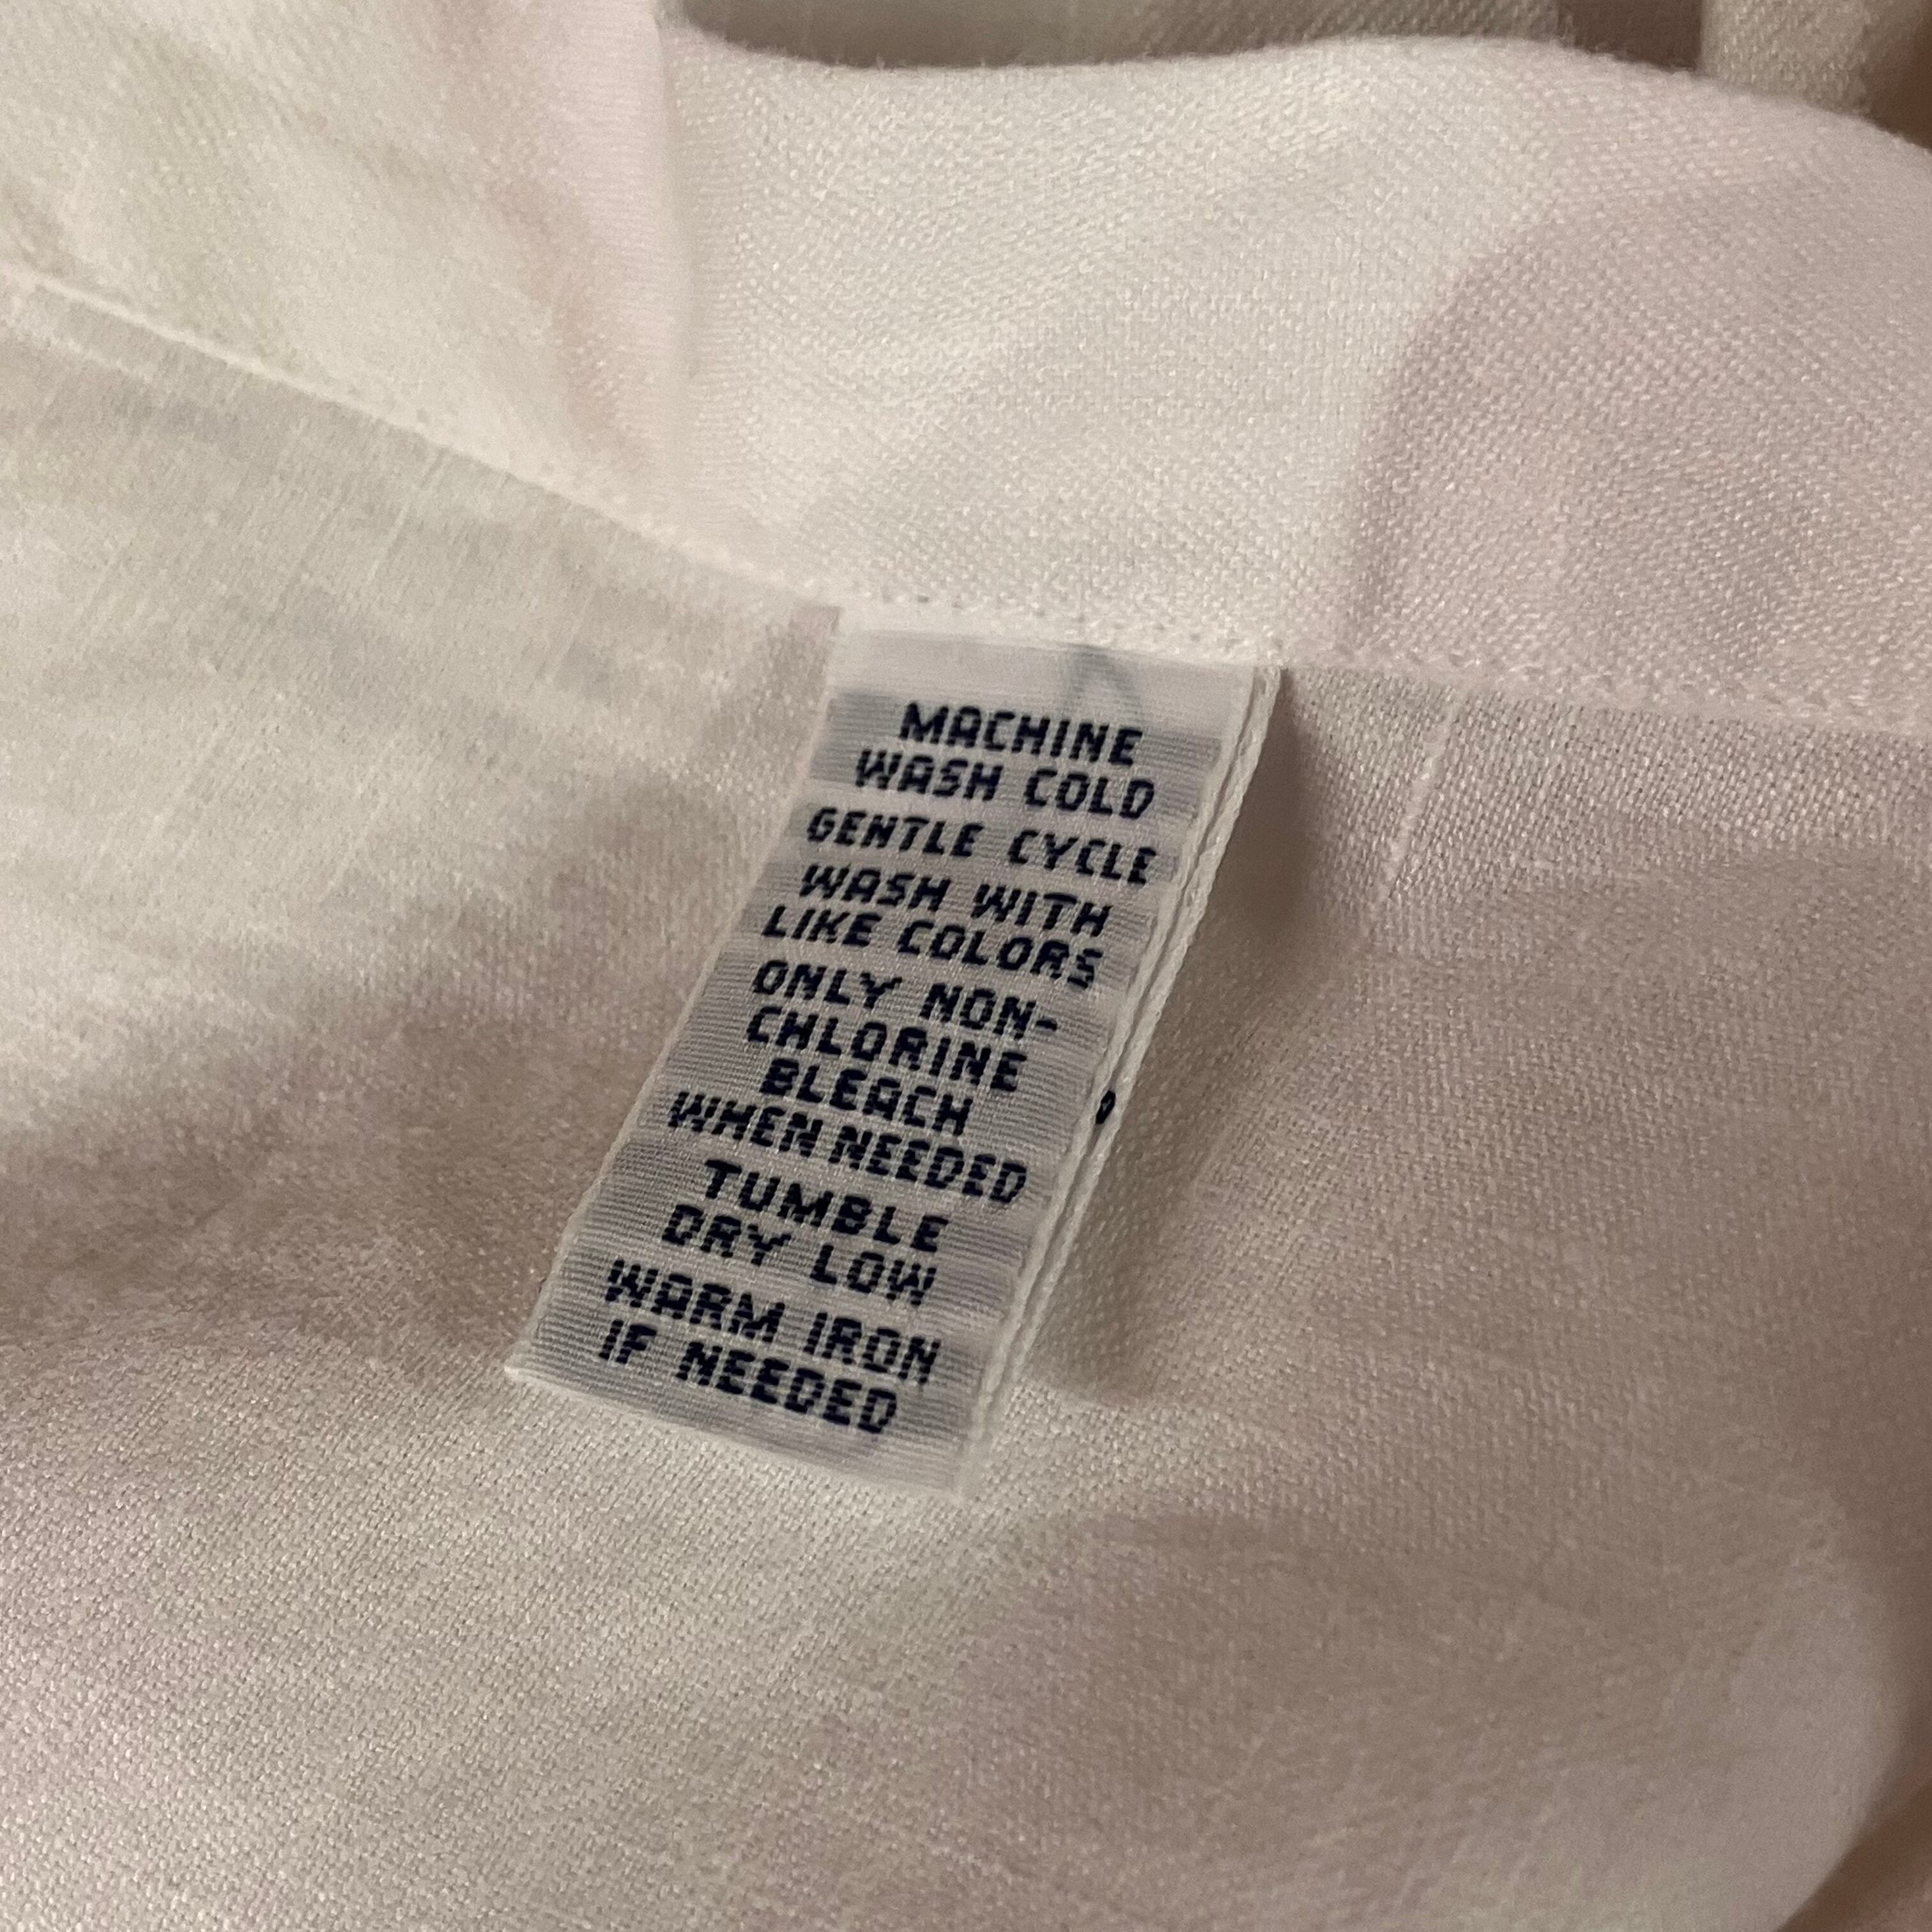 MACHINE
WASH COLD
GENTLE CYCLE
WASH WITH
LIKE COLORS
ONLY NON-
CHLORINE
BLEACH
WHEN NEEDED
TUMBLE
DRY LOW
WARM IRON
IF NEEDED